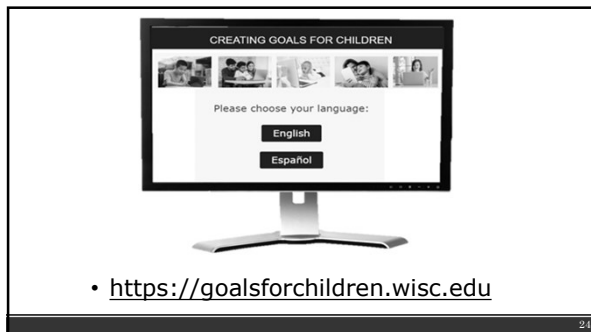 CREATING GOALS FOR CHILDREN
Please choose your language:
English
Español
• https://goalsforchildren.wisc.edu
24